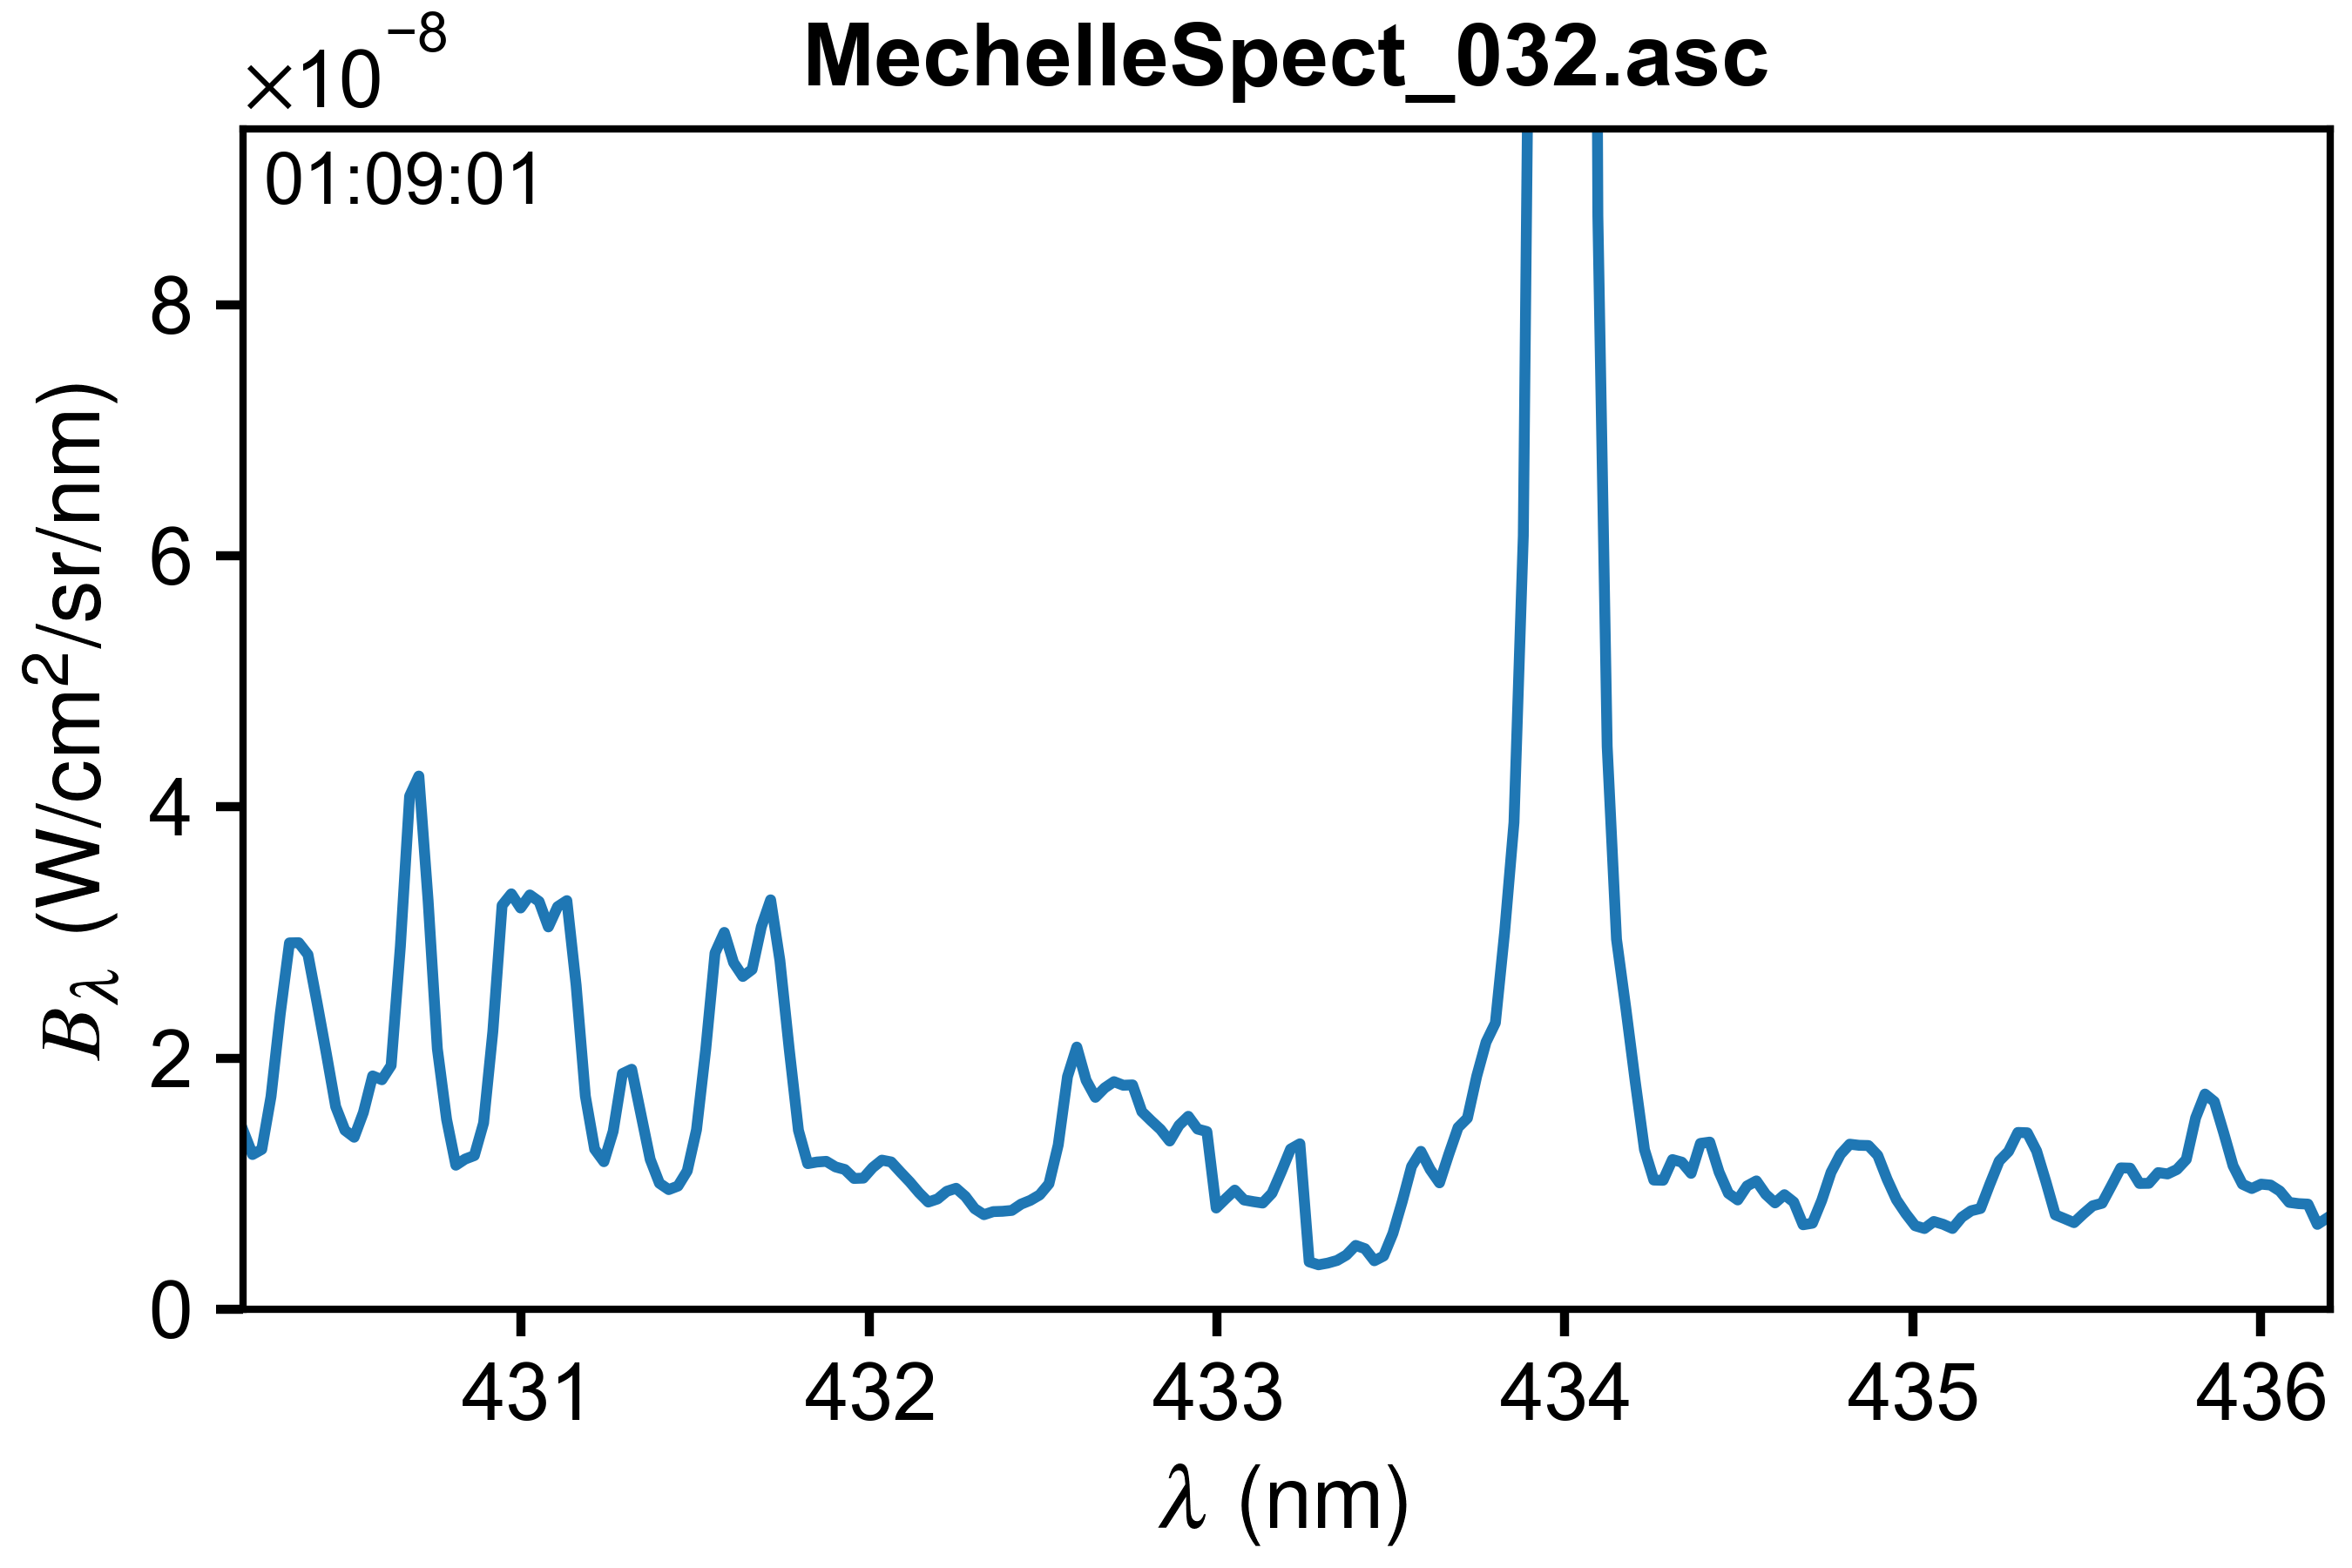 ×10⁻⁸
MechelleSpect_032.asc
01:09:01
8
6
4
2
0
B_λ (W/cm²/sr/nm)
431 432 433 434 435 436
λ (nm)